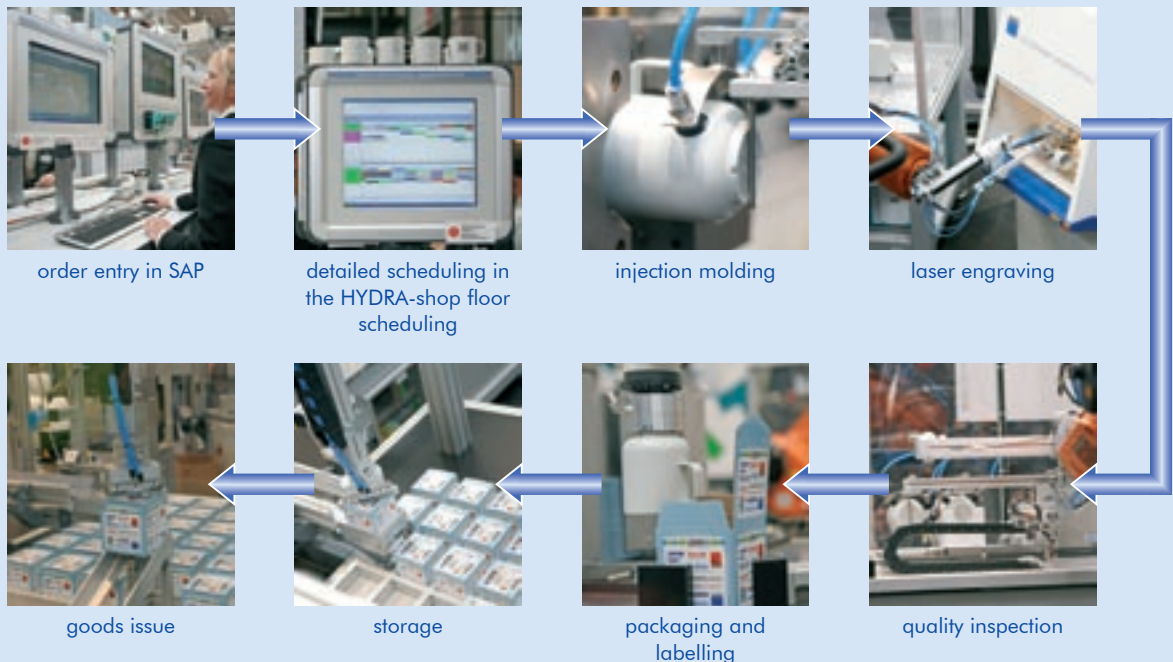 order entry in SAP
detailed scheduling in
the HYDRA-shop floor
scheduling
injection molding
laser engraving
goods issue
storage
packaging and
labelling
quality inspection